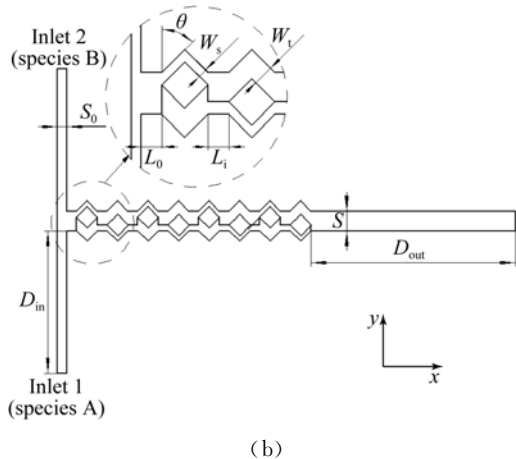 Inlet 2
(species B)
θ
W_s
W_t
S_0
L_0
L_i
S
D_out
D_in
y
x
Inlet 1
(species A)
(b)